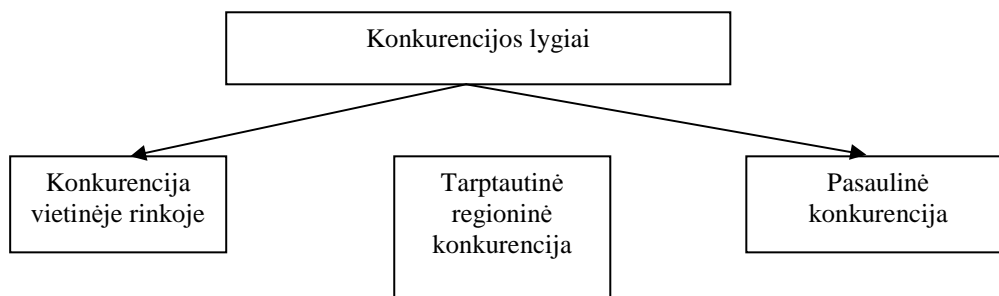 Konkurencijos lygiai
Konkurencija
vietinėje rinkoje
Tarptautinė
regioninė
konkurencija
Pasaulinė
konkurencija